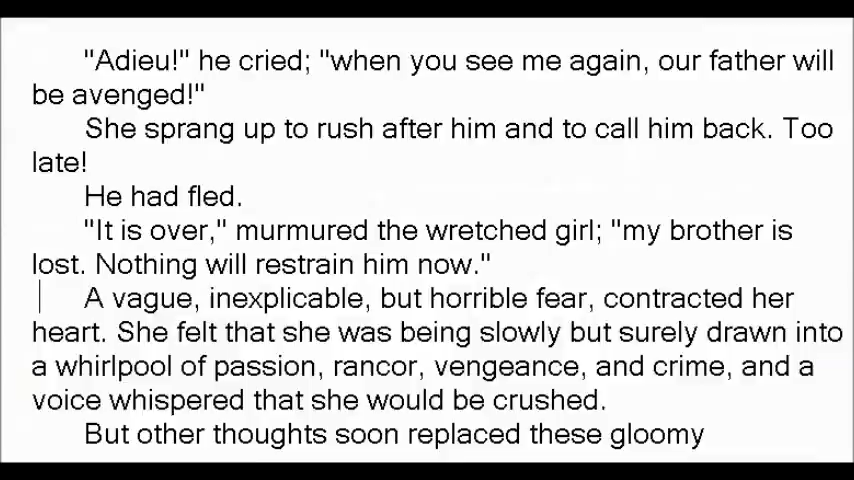 "Adieu!" he cried; "when you see me again, our father will
be avenged!"
She sprang up to rush after him and to call him back. Too
late!
He had fled.
"It is over," murmured the wretched girl; "my brother is
lost. Nothing will restrain him now."
A vague, inexplicable, but horrible fear, contracted her
heart. She felt that she was being slowly but surely drawn into
a whirlpool of passion, rancor, vengeance, and crime, and a
voice whispered that she would be crushed.
But other thoughts soon replaced these gloomy